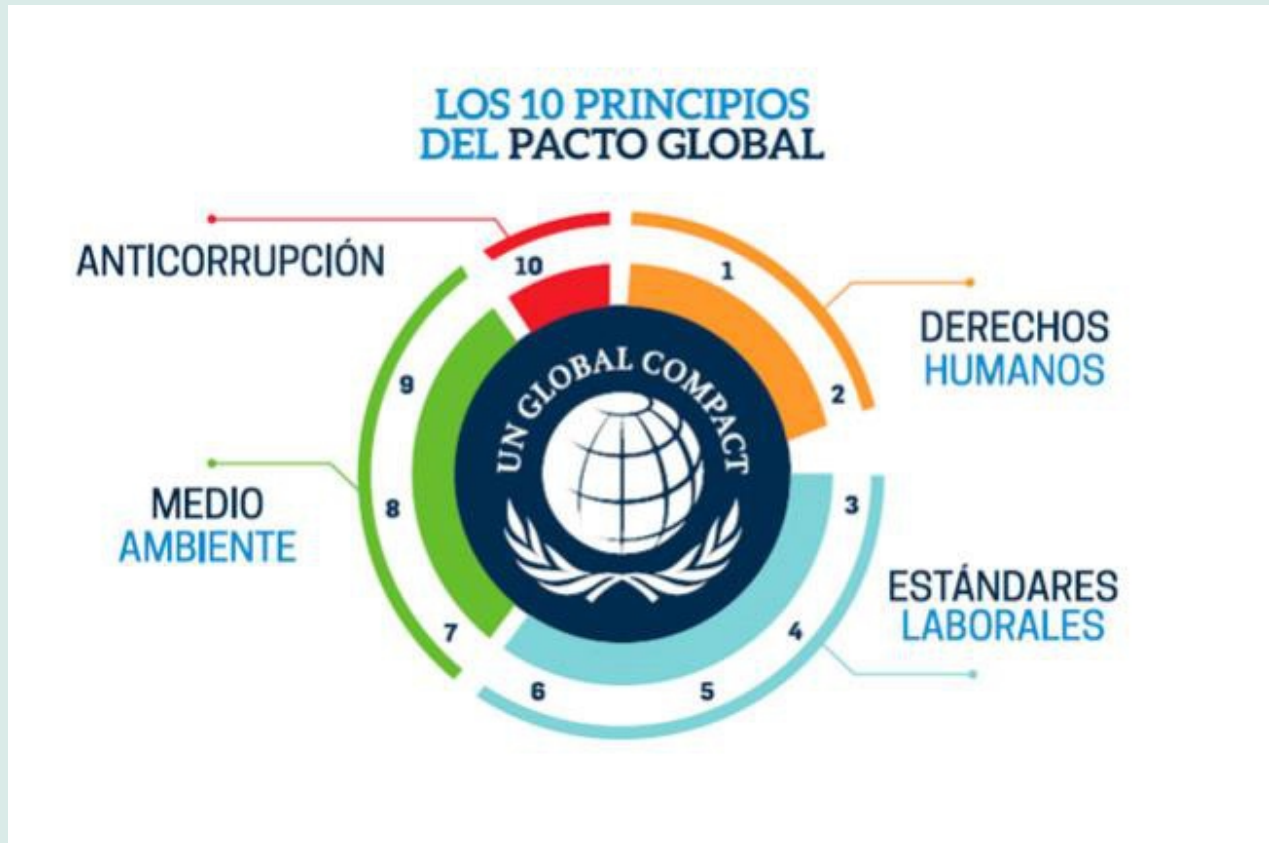 LOS 10 PRINCIPIOS
DEL PACTO GLOBAL
ANTICORRUPCIÓN
10
1
DERECHOS
HUMANOS
2
9
UN GLOBAL COMPACT
MEDIO
AMBIENTE
8
3
ESTÁNDARES
LABORALES
7
4
6
5